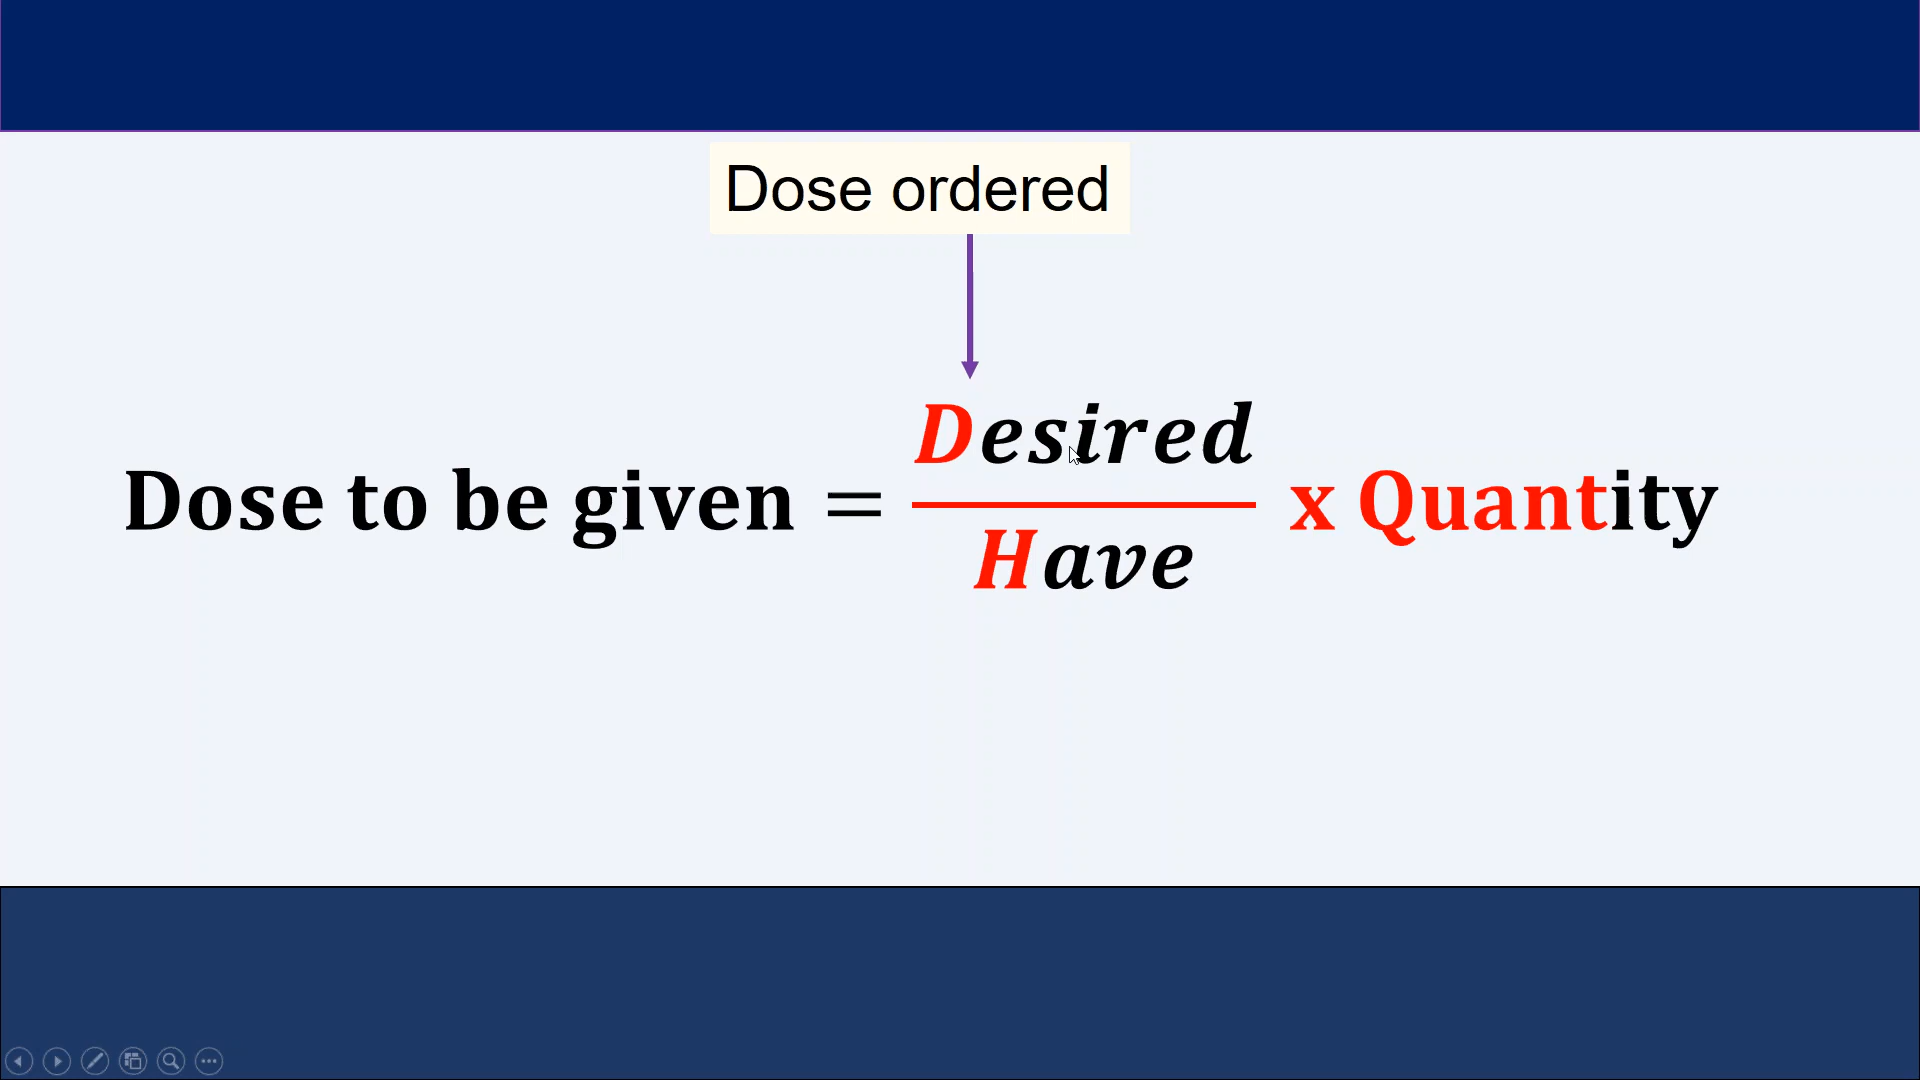 Dose ordered
Dose to be given = Desired / Have x Quantity